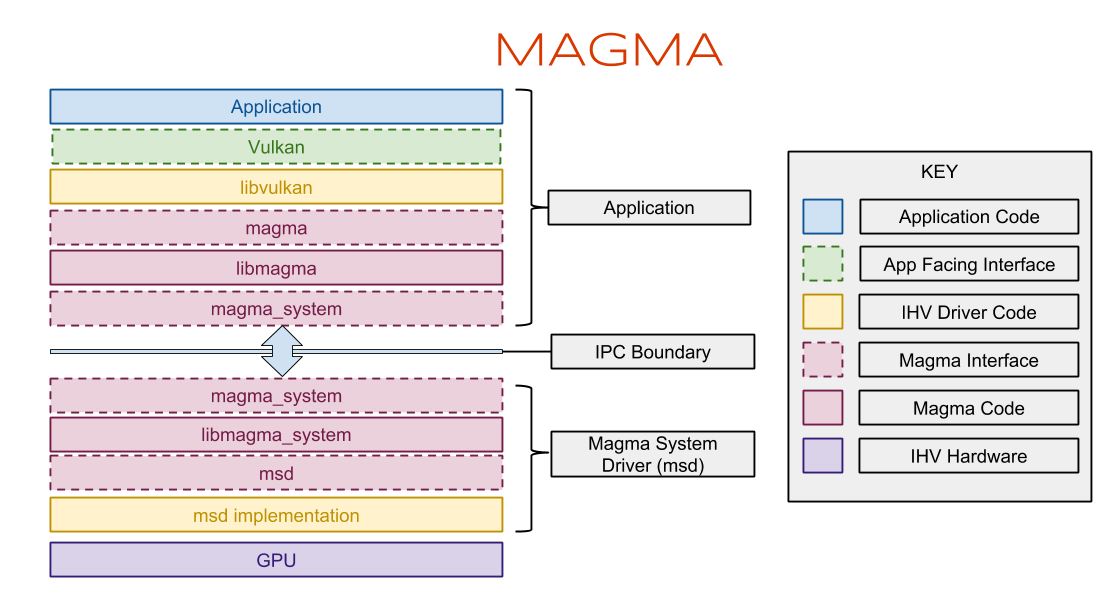 MAGMA
Application
Vulkan
libvulkan
magma
libmagma
magma_system
Application
IPC Boundary
magma_system
libmagma_system
msd
msd implementation
GPU
Magma System
Driver (msd)
KEY
Application Code
App Facing Interface
IHV Driver Code
Magma Interface
Magma Code
IHV Hardware